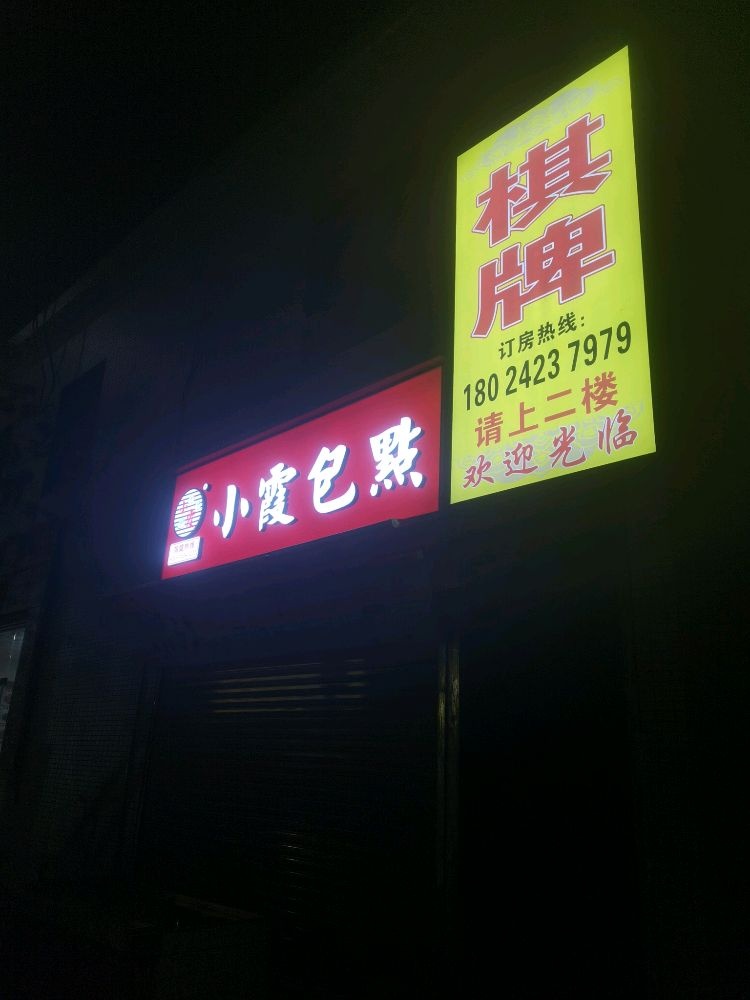 棋
牌
订房热线:
180 2423 7979
请上二楼
欢迎光临
小霞包點